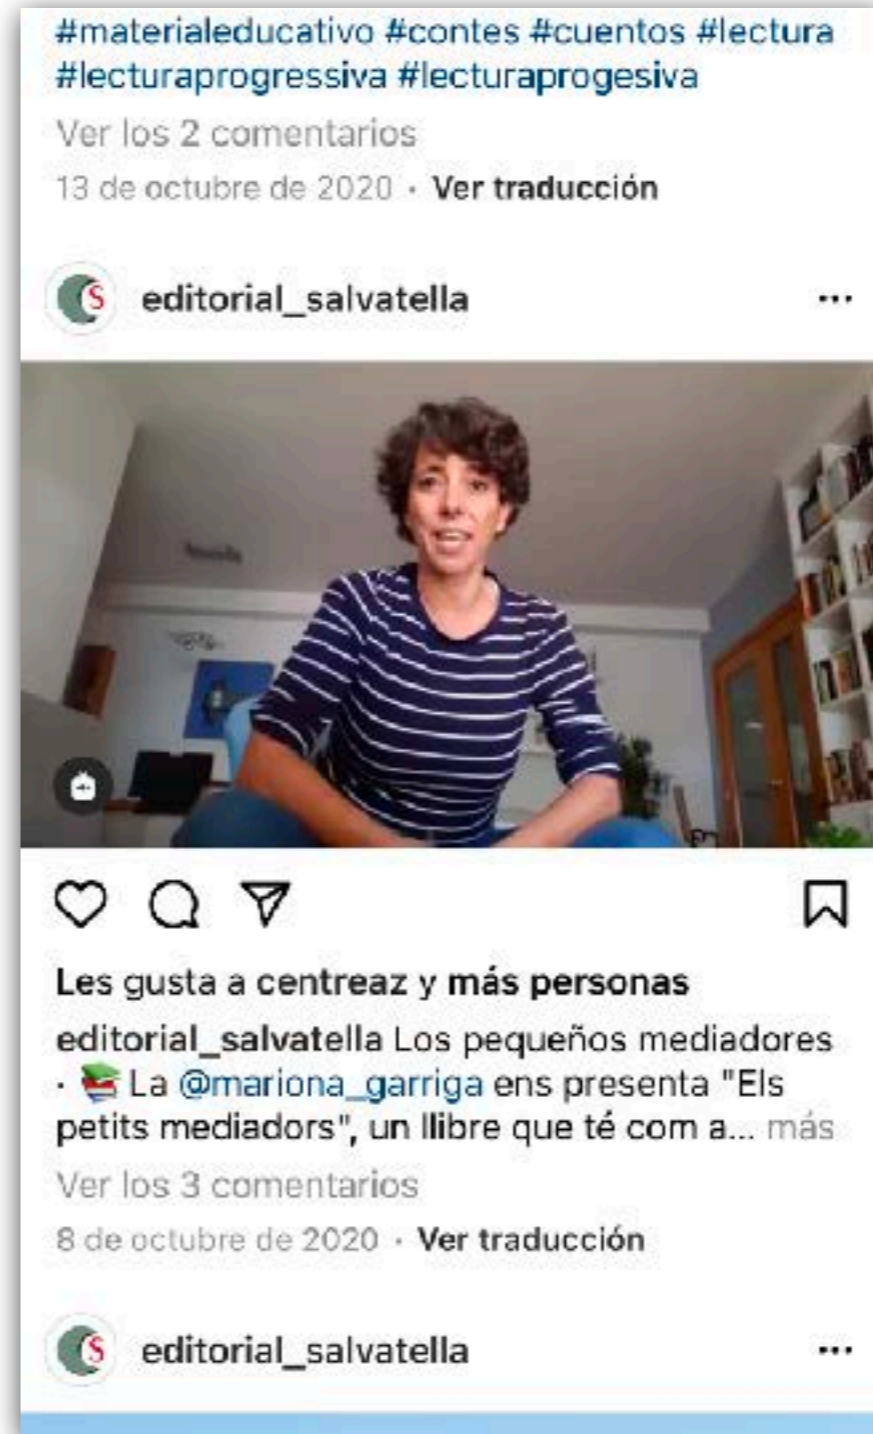 #materialeducativo #contes #cuentos #lectura
#lecturaprogressiva #lecturaprogesiva
Ver los 2 comentarios
13 de octubre de 2020 · Ver traducción
editorial_salvatella
Les gusta a centreaz y más personas
editorial_salvatella Los pequeños mediadores
· 📚 La @mariona_garriga ens presenta "Els
petits mediadors", un llibre que té com a... más
Ver los 3 comentarios
8 de octubre de 2020 · Ver traducción
editorial_salvatella